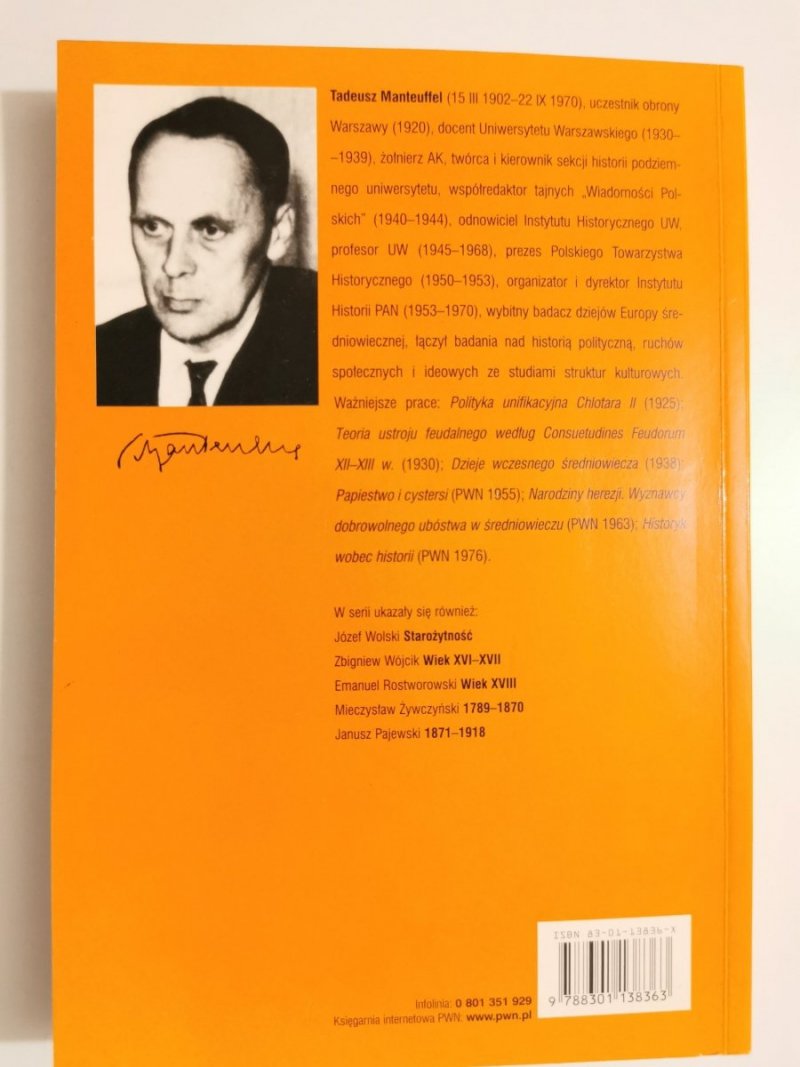 Tadeusz Manteuffel (15 III 1902–22 IX 1970), uczestnik obrony
Warszawy (1920), docent Uniwersytetu Warszawskiego (1930–
–1939), żołnierz AK, twórca i kierownik sekcji historii podziem-
nego uniwersytetu, współredaktor tajnych „Wiadomości Pol-
skich" (1940–1944), odnowiciel Instytutu Historycznego UW,
profesor UW (1945–1968), prezes Polskiego Towarzystwa
Historycznego (1950–1953), organizator i dyrektor Instytutu
Historii PAN (1953–1970), wybitny badacz dziejów Europy śre-
dniowiecznej, łączył badania nad historią polityczną, ruchów
społecznych i ideowych ze studiami struktur kulturowych.
Ważniejsze prace: Polityka unifikacyjna Chlotara II (1925);
Teoria ustroju feudalnego według Consuetudines Feudorum
XII–XIII w. (1930); Dzieje wczesnego średniowiecza (1938);
Papiestwo i cystersi (PWN 1955); Narodziny herezji. Wyznawcy
dobrowolnego ubóstwa w średniowieczu (PWN 1963); Historyk
wobec historii (PWN 1976).
Manteuffel
W serii ukazały się również:
Józef Wolski Starożytność
Zbigniew Wójcik Wiek XVI–XVII
Emanuel Rostworowski Wiek XVIII
Mieczysław Żywczyński 1789–1870
Janusz Pajewski 1871–1918
ISBN 83-01-13836-X
9 788301 138363
Infolinia: 0 801 351 929
Księgarnia internetowa PWN: www.pwn.pl